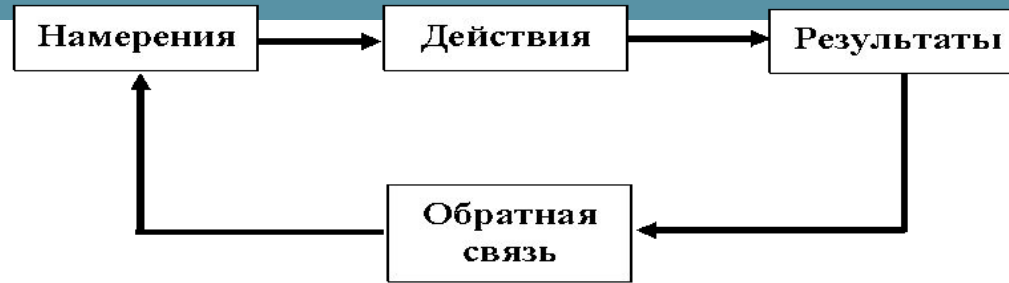 Намерения
Действия
Результаты
Обратная
связь